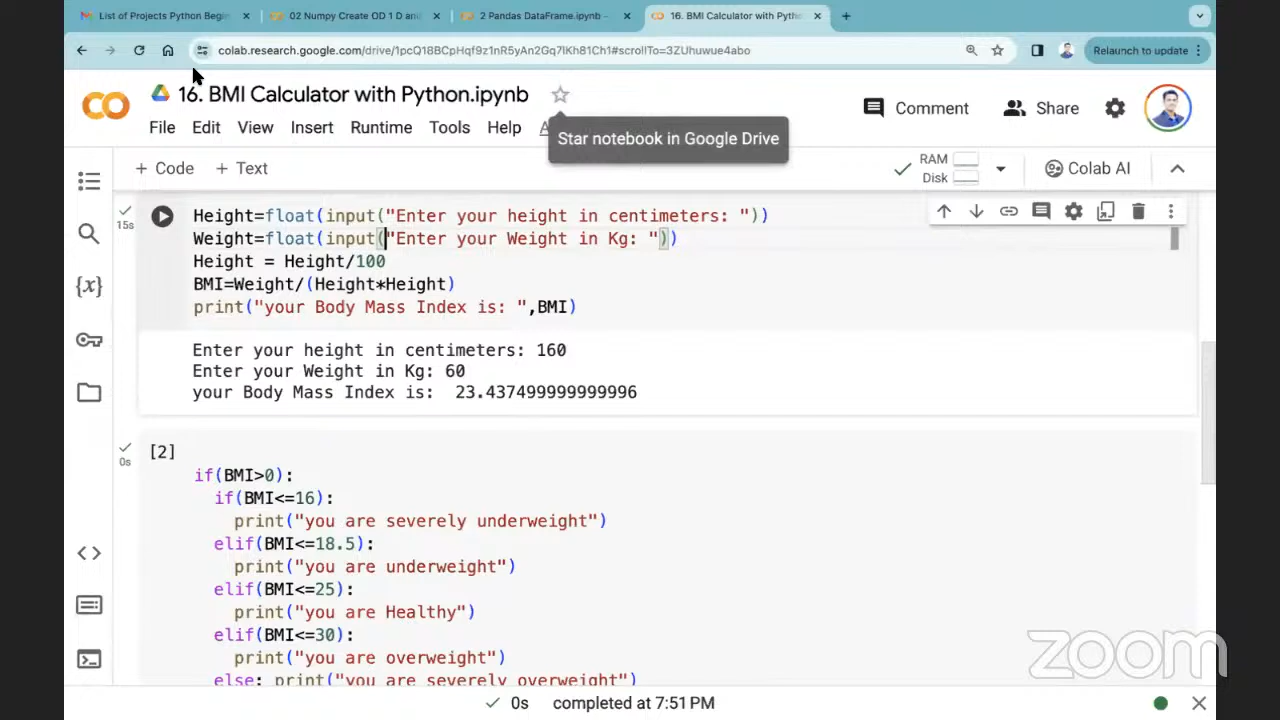 List of Projects Python Begin
02 Numpy Create OD 1 D and
2 Pandas DataFrame.ipynb -
16. BMI Calculator with Pytho
colab.research.google.com/drive/1pcQ18BCpHqf9z1nR5yAn2Gq7lKh81Ch1#scrollTo=3ZUhuwue4abo
Relaunch to update
16. BMI Calculator with Python.ipynb
Comment
Share
File Edit View Insert Runtime Tools Help
Star notebook in Google Drive
+ Code + Text
RAM
Disk
Colab AI
15s
Height=float(input("Enter your height in centimeters: "))
Weight=float(input("Enter your Weight in Kg: "))
Height = Height/100
BMI=Weight/(Height*Height)
print("your Body Mass Index is: ",BMI)
Enter your height in centimeters: 160
Enter your Weight in Kg: 60
your Body Mass Index is:  23.437499999999996
[2]
0s
if(BMI>0):
  if(BMI<=16):
    print("you are severely underweight")
  elif(BMI<=18.5):
    print("you are underweight")
  elif(BMI<=25):
    print("you are Healthy")
  elif(BMI<=30):
    print("you are overweight")
  else: print("you are severely overweight")
zoom
0s completed at 7:51 PM